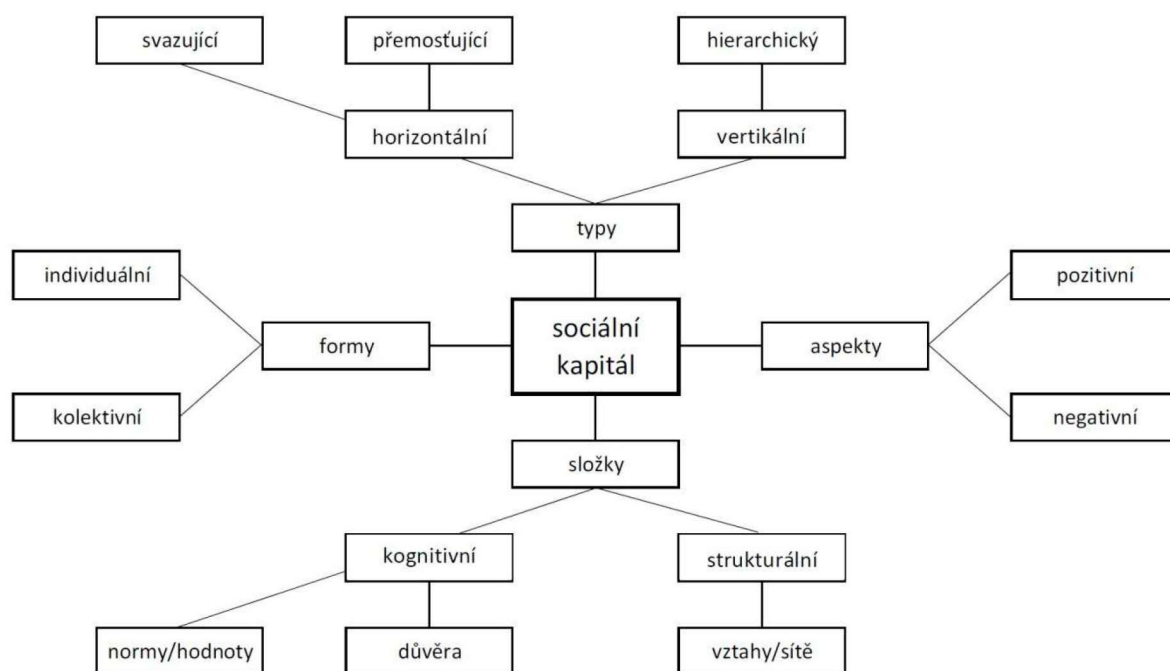 svazující
přemosťující
hierarchický
horizontální
vertikální
typy
individuální
pozitivní
formy
sociální
kapitál
aspekty
kolektivní
negativní
složky
kognitivní
strukturální
normy/hodnoty
důvěra
vztahy/sítě